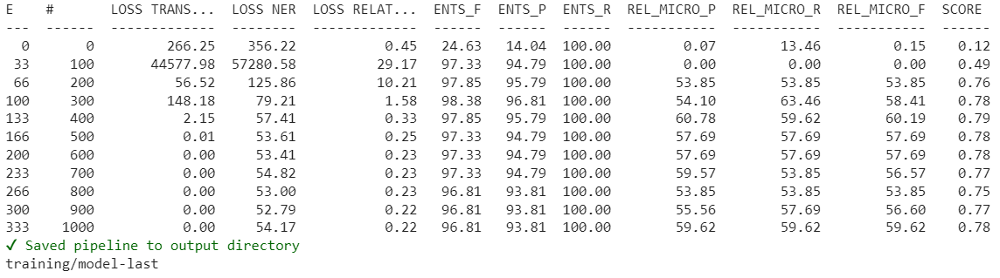 E # LOSS TRANS... LOSS NER LOSS RELAT... ENTS_F ENTS_P ENTS_R REL_MICRO_P REL_MICRO_R REL_MICRO_F SCORE
--- ------ ------------- -------- ------------- ------ ------ ------ ----------- ----------- ----------- ------
0 0 266.25 356.22 0.45 24.63 14.04 100.00 0.07 13.46 0.15 0.12
33 100 44577.98 57280.58 29.17 97.33 94.79 100.00 0.00 0.00 0.00 0.49
66 200 56.52 125.86 10.21 97.85 95.79 100.00 53.85 53.85 53.85 0.76
100 300 148.18 79.21 1.58 98.38 96.81 100.00 54.10 63.46 58.41 0.78
133 400 2.15 57.41 0.33 97.85 95.79 100.00 60.78 59.62 60.19 0.79
166 500 0.01 53.61 0.25 97.33 94.79 100.00 57.69 57.69 57.69 0.78
200 600 0.00 53.41 0.23 97.33 94.79 100.00 57.69 57.69 57.69 0.78
233 700 0.00 54.82 0.23 97.33 94.79 100.00 59.57 53.85 56.57 0.77
266 800 0.00 53.00 0.23 96.81 93.81 100.00 53.85 53.85 53.85 0.75
300 900 0.00 52.79 0.22 96.81 93.81 100.00 55.56 57.69 56.60 0.77
333 1000 0.00 54.17 0.22 96.81 93.81 100.00 59.62 59.62 59.62 0.78
✔ Saved pipeline to output directory
training/model-last